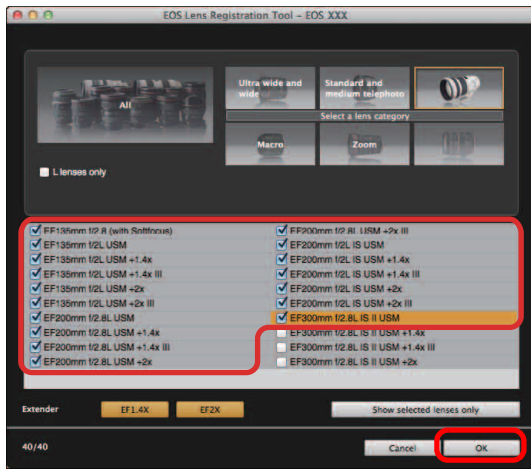 EOS Lens Registration Tool – EOS XXX
All
Ultra wide and wide
Standard and medium telephoto
Select a lens category
Macro
Zoom
L lenses only
EF135mm f/2.8 (with Softfocus)
EF135mm f/2L USM
EF135mm f/2L USM +1.4x
EF135mm f/2L USM +1.4x III
EF135mm f/2L USM +2x
EF135mm f/2L USM +2x III
EF200mm f/2.8L USM
EF200mm f/2.8L USM +1.4x
EF200mm f/2.8L USM +1.4x III
EF200mm f/2.8L USM +2x
EF200mm f/2.8L USM +2x III
EF200mm f/2L IS USM
EF200mm f/2L IS USM +1.4x
EF200mm f/2L IS USM +1.4x III
EF200mm f/2L IS USM +2x
EF200mm f/2L IS USM +2x III
EF300mm f/2.8L IS II USM
EF300mm f/2.8L IS II USM +1.4x
EF300mm f/2.8L IS II USM +1.4x III
EF300mm f/2.8L IS II USM +2x
Extender EF1.4X EF2X Show selected lenses only
40/40 Cancel OK